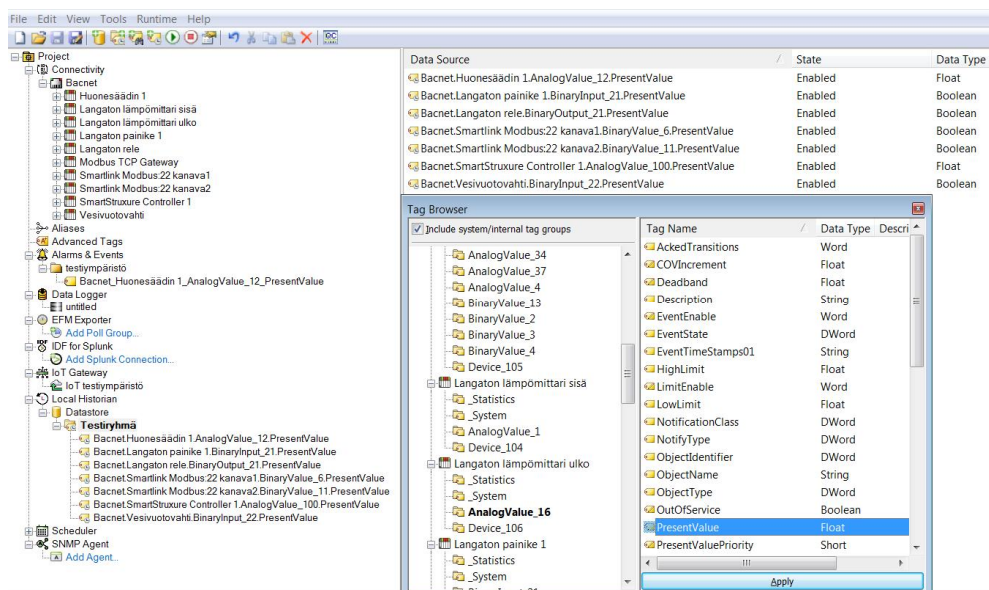 File Edit View Tools Runtime Help
Project
Connectivity
Bacnet
Huonesäädin 1
Langaton lämpömittari sisä
Langaton lämpömittari ulko
Langaton painike 1
Langaton rele
Modbus TCP Gateway
Smartlink Modbus:22 kanava1
Smartlink Modbus:22 kanava2
SmartStruxure Controller 1
Vesivuotovahti
Aliases
Advanced Tags
Alarms & Events
testiympäristö
Bacnet_Huonesäädin 1_AnalogValue_12_PresentValue
Data Logger
untitled
EFM Exporter
Add Poll Group...
IDF for Splunk
Add Splunk Connection...
IoT Gateway
IoT testiympäristö
Local Historian
Datastore
Testiryhmä
Bacnet.Huonesäädin 1.AnalogValue_12.PresentValue
Bacnet.Langaton painike 1.BinaryInput_21.PresentValue
Bacnet.Langaton rele.BinaryOutput_21.PresentValue
Bacnet.Smartlink Modbus:22 kanava1.BinaryValue_6.PresentValue
Bacnet.Smartlink Modbus:22 kanava2.BinaryValue_11.PresentValue
Bacnet.SmartStruxure Controller 1.AnalogValue_100.PresentValue
Bacnet.Vesivuotovahti.BinaryInput_22.PresentValue
Scheduler
SNMP Agent
Add Agent...
Data Source State Data Type
Bacnet.Huonesäädin 1.AnalogValue_12.PresentValue Enabled Float
Bacnet.Langaton painike 1.BinaryInput_21.PresentValue Enabled Boolean
Bacnet.Langaton rele.BinaryOutput_21.PresentValue Enabled Boolean
Bacnet.Smartlink Modbus:22 kanava1.BinaryValue_6.PresentValue Enabled Boolean
Bacnet.Smartlink Modbus:22 kanava2.BinaryValue_11.PresentValue Enabled Boolean
Bacnet.SmartStruxure Controller 1.AnalogValue_100.PresentValue Enabled Float
Bacnet.Vesivuotovahti.BinaryInput_22.PresentValue Enabled Boolean
Tag Browser
Include system/internal tag groups
AnalogValue_34
AnalogValue_37
AnalogValue_4
BinaryValue_13
BinaryValue_2
BinaryValue_3
BinaryValue_4
Device_105
Langaton lämpömittari sisä
_Statistics
_System
AnalogValue_1
Device_104
Langaton lämpömittari ulko
_Statistics
_System
AnalogValue_16
Device_106
Langaton painike 1
_Statistics
_System
Tag Name Data Type Descri
AckedTransitions Word
COVIncrement Float
Deadband Float
Description String
EventEnable Word
EventState DWord
EventTimeStamps01 String
HighLimit Float
LimitEnable Word
LowLimit Float
NotificationClass DWord
NotifyType DWord
ObjectIdentifier DWord
ObjectName String
ObjectType DWord
OutOfService Boolean
PresentValue Float
PresentValuePriority Short
Apply